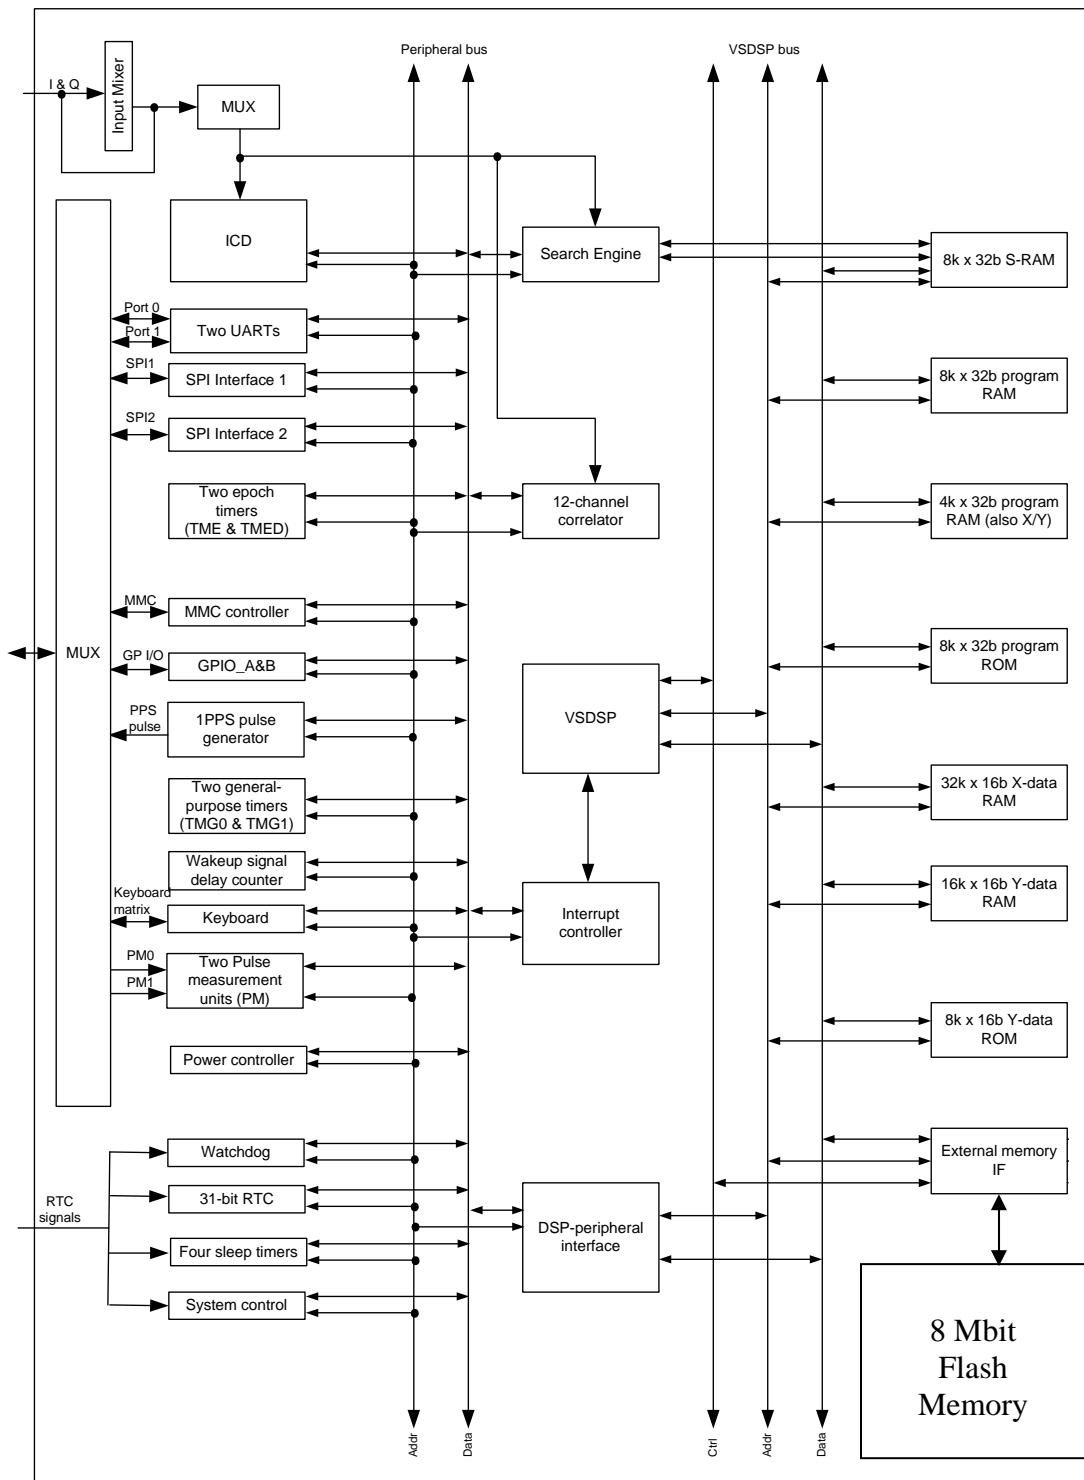 Peripheral bus
VSDSP bus
I & Q
Input Mixer
MUX
ICD
Search Engine
8k x 32b S-RAM
Port 0
Port 1
Two UARTs
SPI1
SPI Interface 1
8k x 32b program
RAM
SPI2
SPI Interface 2
Two epoch
timers
(TME & TMED)
12-channel
correlator
4k x 32b program
RAM (also X/Y)
MMC
MMC controller
MUX
GP I/O
GPIO_A&B
8k x 32b program
ROM
PPS
pulse
1PPS pulse
generator
VSDSP
Two general-
purpose timers
(TMG0 & TMG1)
32k x 16b X-data
RAM
Wakeup signal
delay counter
16k x 16b Y-data
RAM
Keyboard
matrix
Keyboard
Interrupt
controller
PM0
PM1
Two Pulse
measurement
units (PM)
8k x 16b Y-data
ROM
Power controller
Watchdog
External memory
IF
RTC
signals
31-bit RTC
DSP-peripheral
interface
Four sleep timers
System control
8 Mbit
Flash
Memory
Addr
Data
Ctrl
Addr
Data